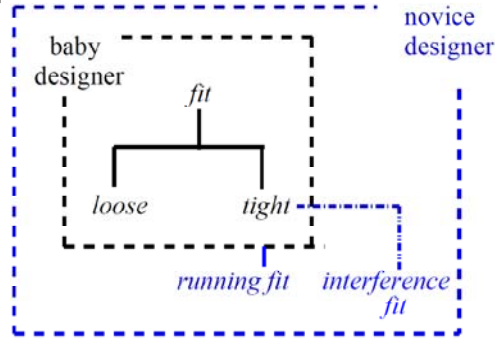 novice
designer
baby
designer
fit
loose
tight
running fit
interference
fit